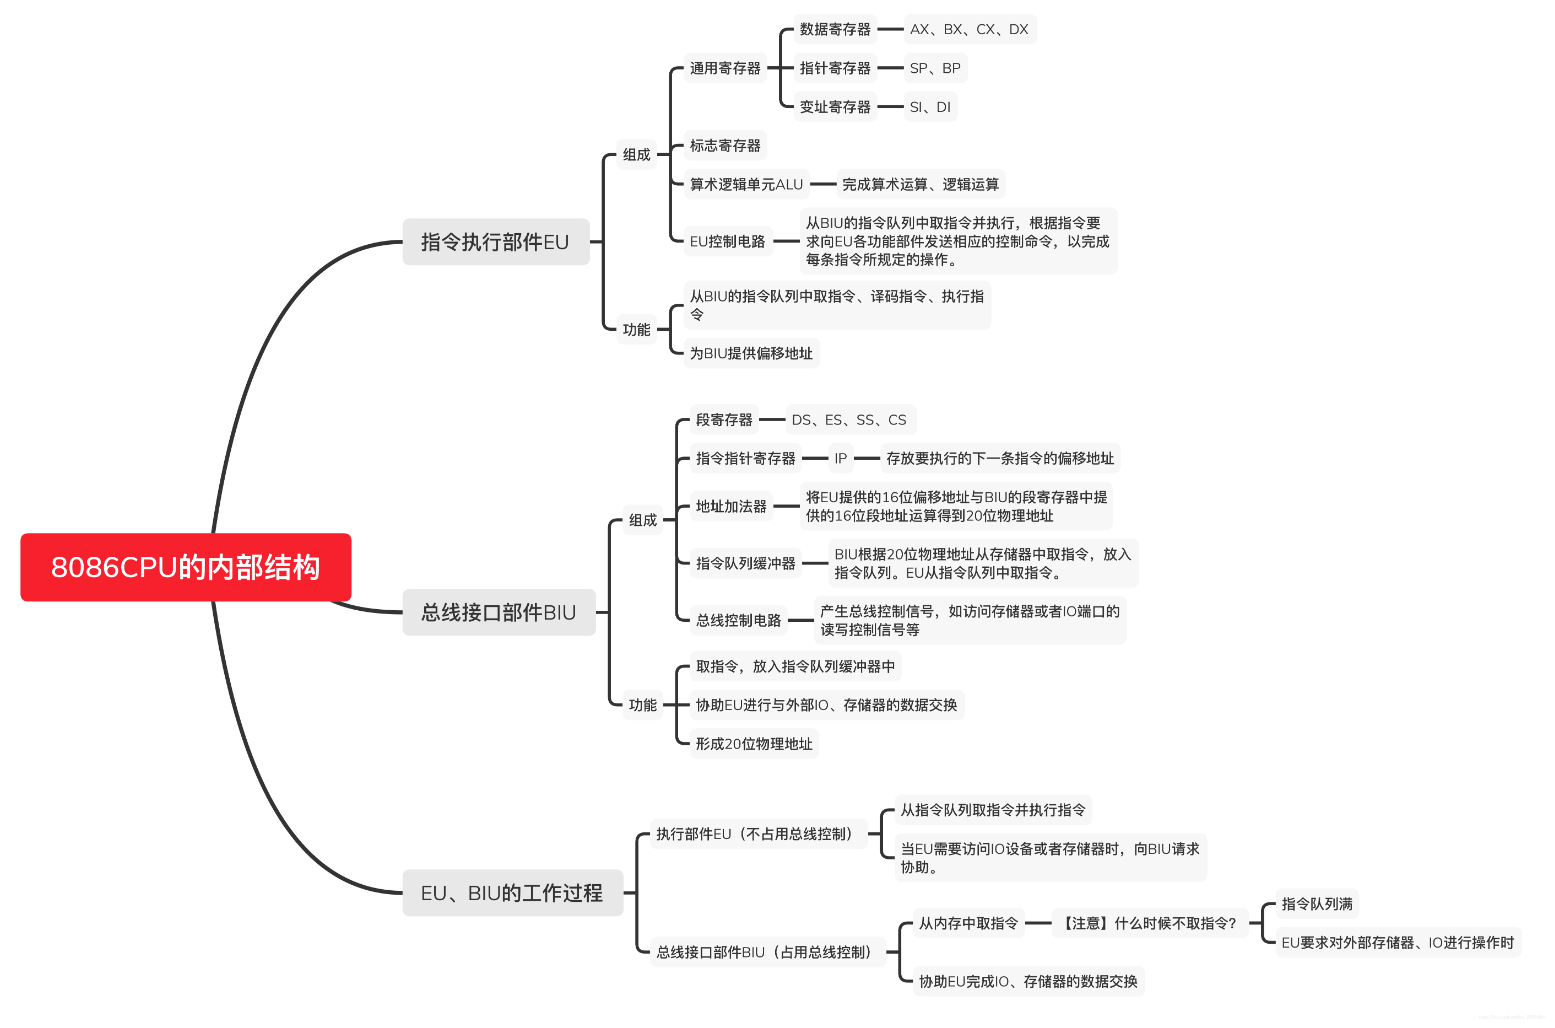 8086CPU的内部结构
指令执行部件EU
组成
通用寄存器
数据寄存器
AX、BX、CX、DX
指针寄存器
SP、BP
变址寄存器
SI、DI
标志寄存器
算术逻辑单元ALU
完成算术运算、逻辑运算
EU控制电路
从BIU的指令队列中取指令并执行，根据指令要
求向EU各功能部件发送相应的控制命令，以完成
每条指令所规定的操作。
功能
从BIU的指令队列中取指令、译码指令、执行指
令
为BIU提供偏移地址
总线接口部件BIU
组成
段寄存器
DS、ES、SS、CS
指令指针寄存器
IP
存放要执行的下一条指令的偏移地址
地址加法器
将EU提供的16位偏移地址与BIU的段寄存器中提
供的16位段地址运算得到20位物理地址
指令队列缓冲器
BIU根据20位物理地址从存储器中取指令，放入
指令队列。EU从指令队列中取指令。
总线控制电路
产生总线控制信号，如访问存储器或者IO端口的
读写控制信号等
功能
取指令，放入指令队列缓冲器中
协助EU进行与外部IO、存储器的数据交换
形成20位物理地址
EU、BIU的工作过程
执行部件EU（不占用总线控制）
从指令队列取指令并执行指令
当EU需要访问IO设备或者存储器时，向BIU请求
协助。
总线接口部件BIU（占用总线控制）
从内存中取指令
【注意】什么时候不取指令？
指令队列满
EU要求对外部存储器、IO进行操作时
协助EU完成IO、存储器的数据交换